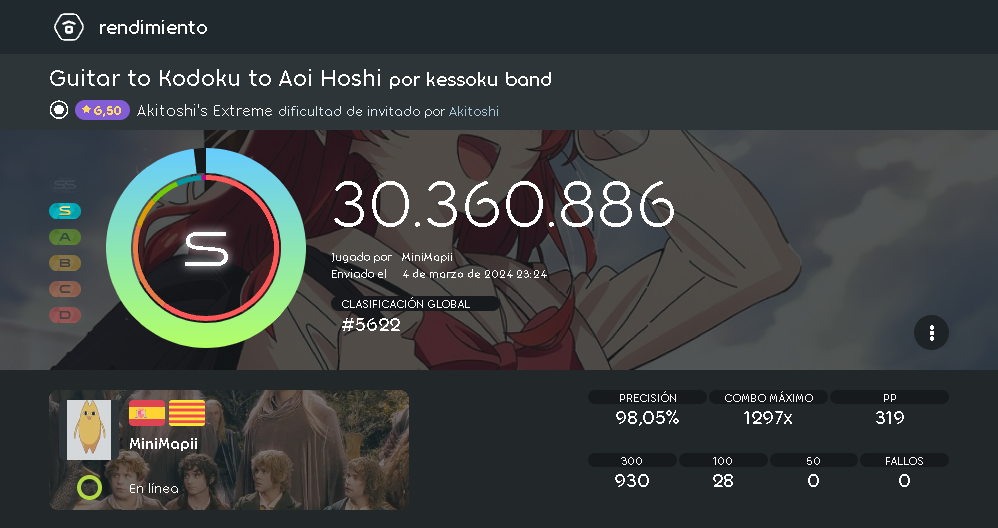 rendimiento
Guitar to Kodoku to Aoi Hoshi por kessoku band
6,50 Akitoshi's Extreme dificultad de invitado por Akitoshi
SS
S
A
B
C
D
S
30.360.886
Jugado por MiniMapii
Enviado el 4 de marzo de 2024 23:24
CLASIFICACIÓN GLOBAL
#5622
MiniMapii
En línea
PRECISIÓN COMBO MÁXIMO PP
98,05% 1297x 319
300 100 50 FALLOS
930 28 0 0